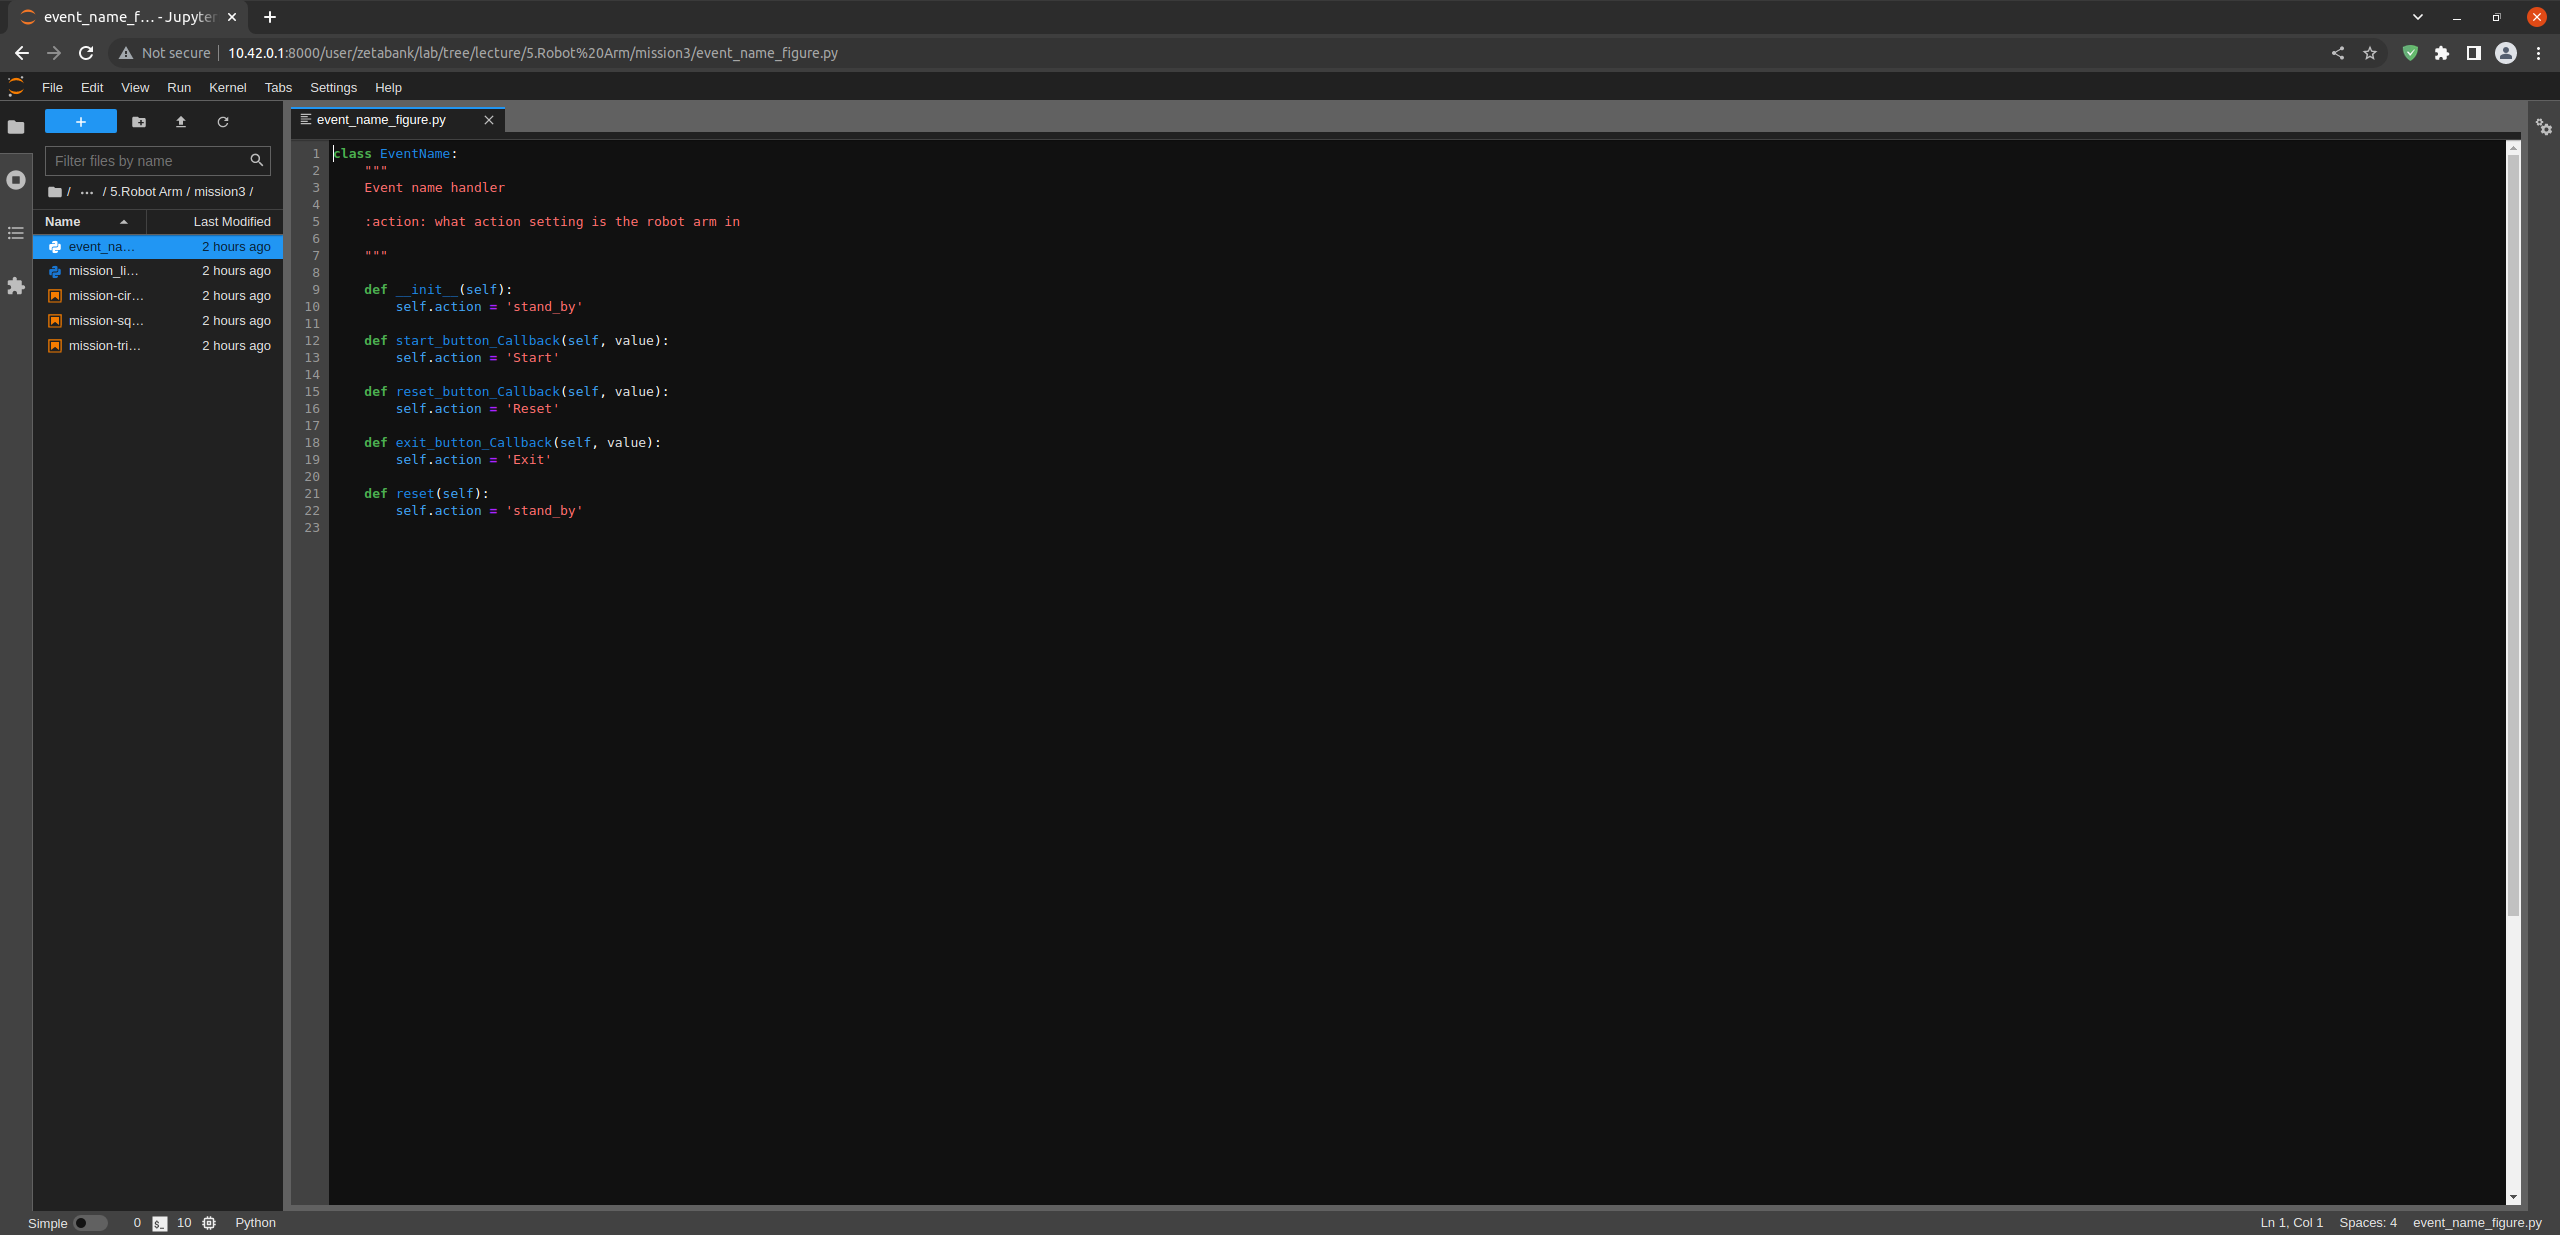 event_name_f... - Jupyter
Not secure 10.42.0.1:8000/user/zetabank/lab/tree/lecture/5.Robot%20Arm/mission3/event_name_figure.py
File Edit View Run Kernel Tabs Settings Help
Filter files by name
/ ... / 5.Robot Arm / mission3 /
Name Last Modified
event_na... 2 hours ago
mission_li... 2 hours ago
mission-cir... 2 hours ago
mission-sq... 2 hours ago
mission-tri... 2 hours ago
event_name_figure.py
1 class EventName:
2     """
3     Event name handler
4
5     :action: what action setting is the robot arm in
6
7     """
8
9     def __init__(self):
10         self.action = 'stand_by'
11
12     def start_button_Callback(self, value):
13         self.action = 'Start'
14
15     def reset_button_Callback(self, value):
16         self.action = 'Reset'
17
18     def exit_button_Callback(self, value):
19         self.action = 'Exit'
20
21     def reset(self):
22         self.action = 'stand_by'
23
Simple 0 $_ 10 Python
Ln 1, Col 1 Spaces: 4 event_name_figure.py